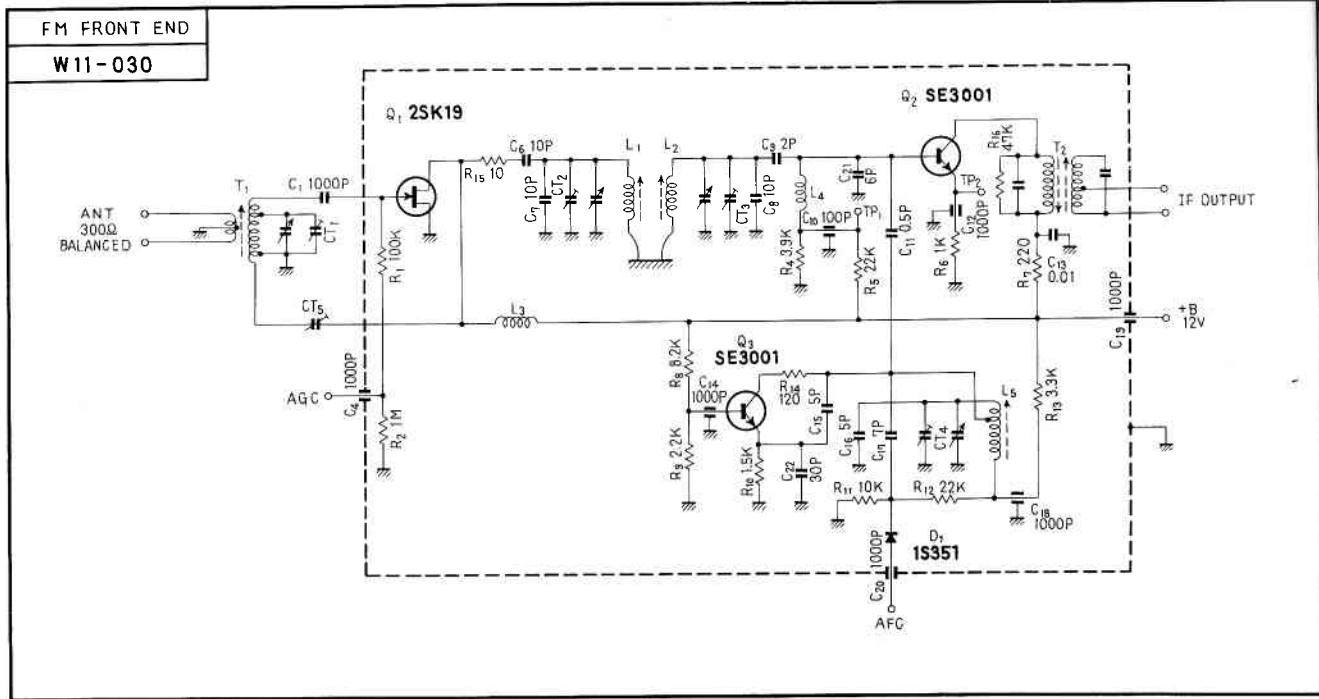 FM FRONT END
W11-030
Q1 2SK19
Q2 SE3001
C6 10P
L1
L2
C9 2P
R16 47K
T2
R15 10
C21 6P
TP2
T1
C1 1000P
C7 10P
CT2
CT3
C8 10P
L4
C10 100P
TP1
C12 1000P
IF OUTPUT
ANT
300Ω
BALANCED
CT1
R1 100K
R4 3.9K
R5 22K
C11 0.5P
R6 1K
R7 220
C13 0.01
CT5
L3
C19 1000P
+B
12V
Q3
SE3001
R8 8.2K
C14
1000P
R14
120
C15 5P
L5
R13 3.3K
AGC
C4 1000P
C16 5P
C17 7P
CT4
R2 1M
R9 2.2K
R10 1.5K
C22 30P
R11 10K
R12 22K
C18
1000P
D1
1S351
C20 1000P
AFC